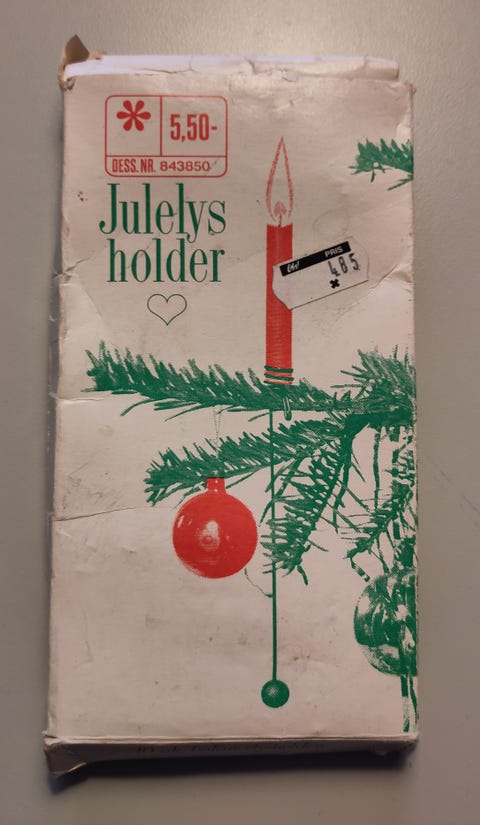 5,50-
DESS. NR. 843850
Julelys
holder
PRIS
485